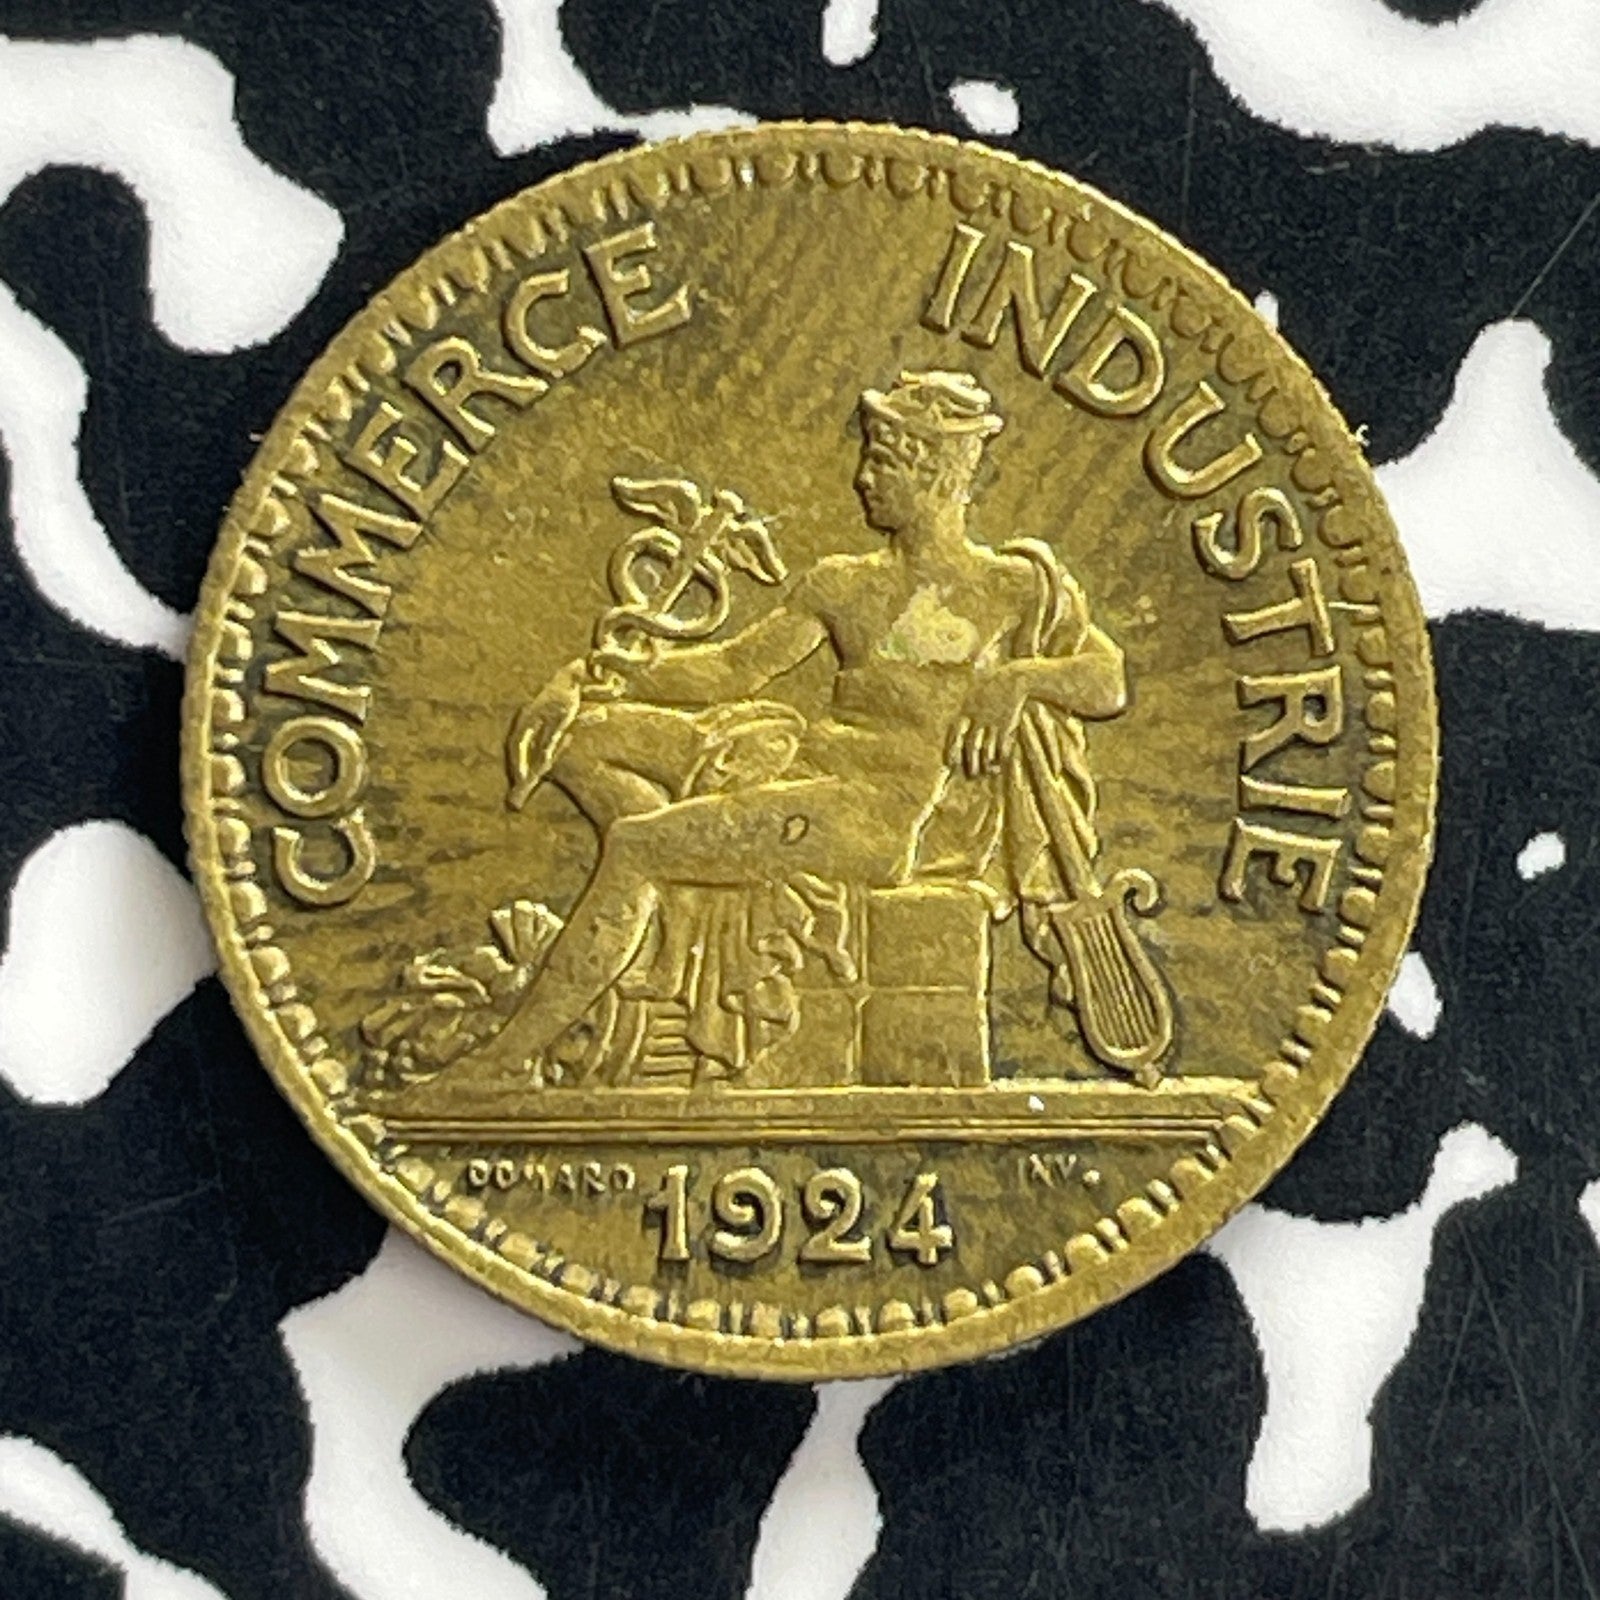 COMMERCE INDUSTRIE
DOMARD INV.
1924